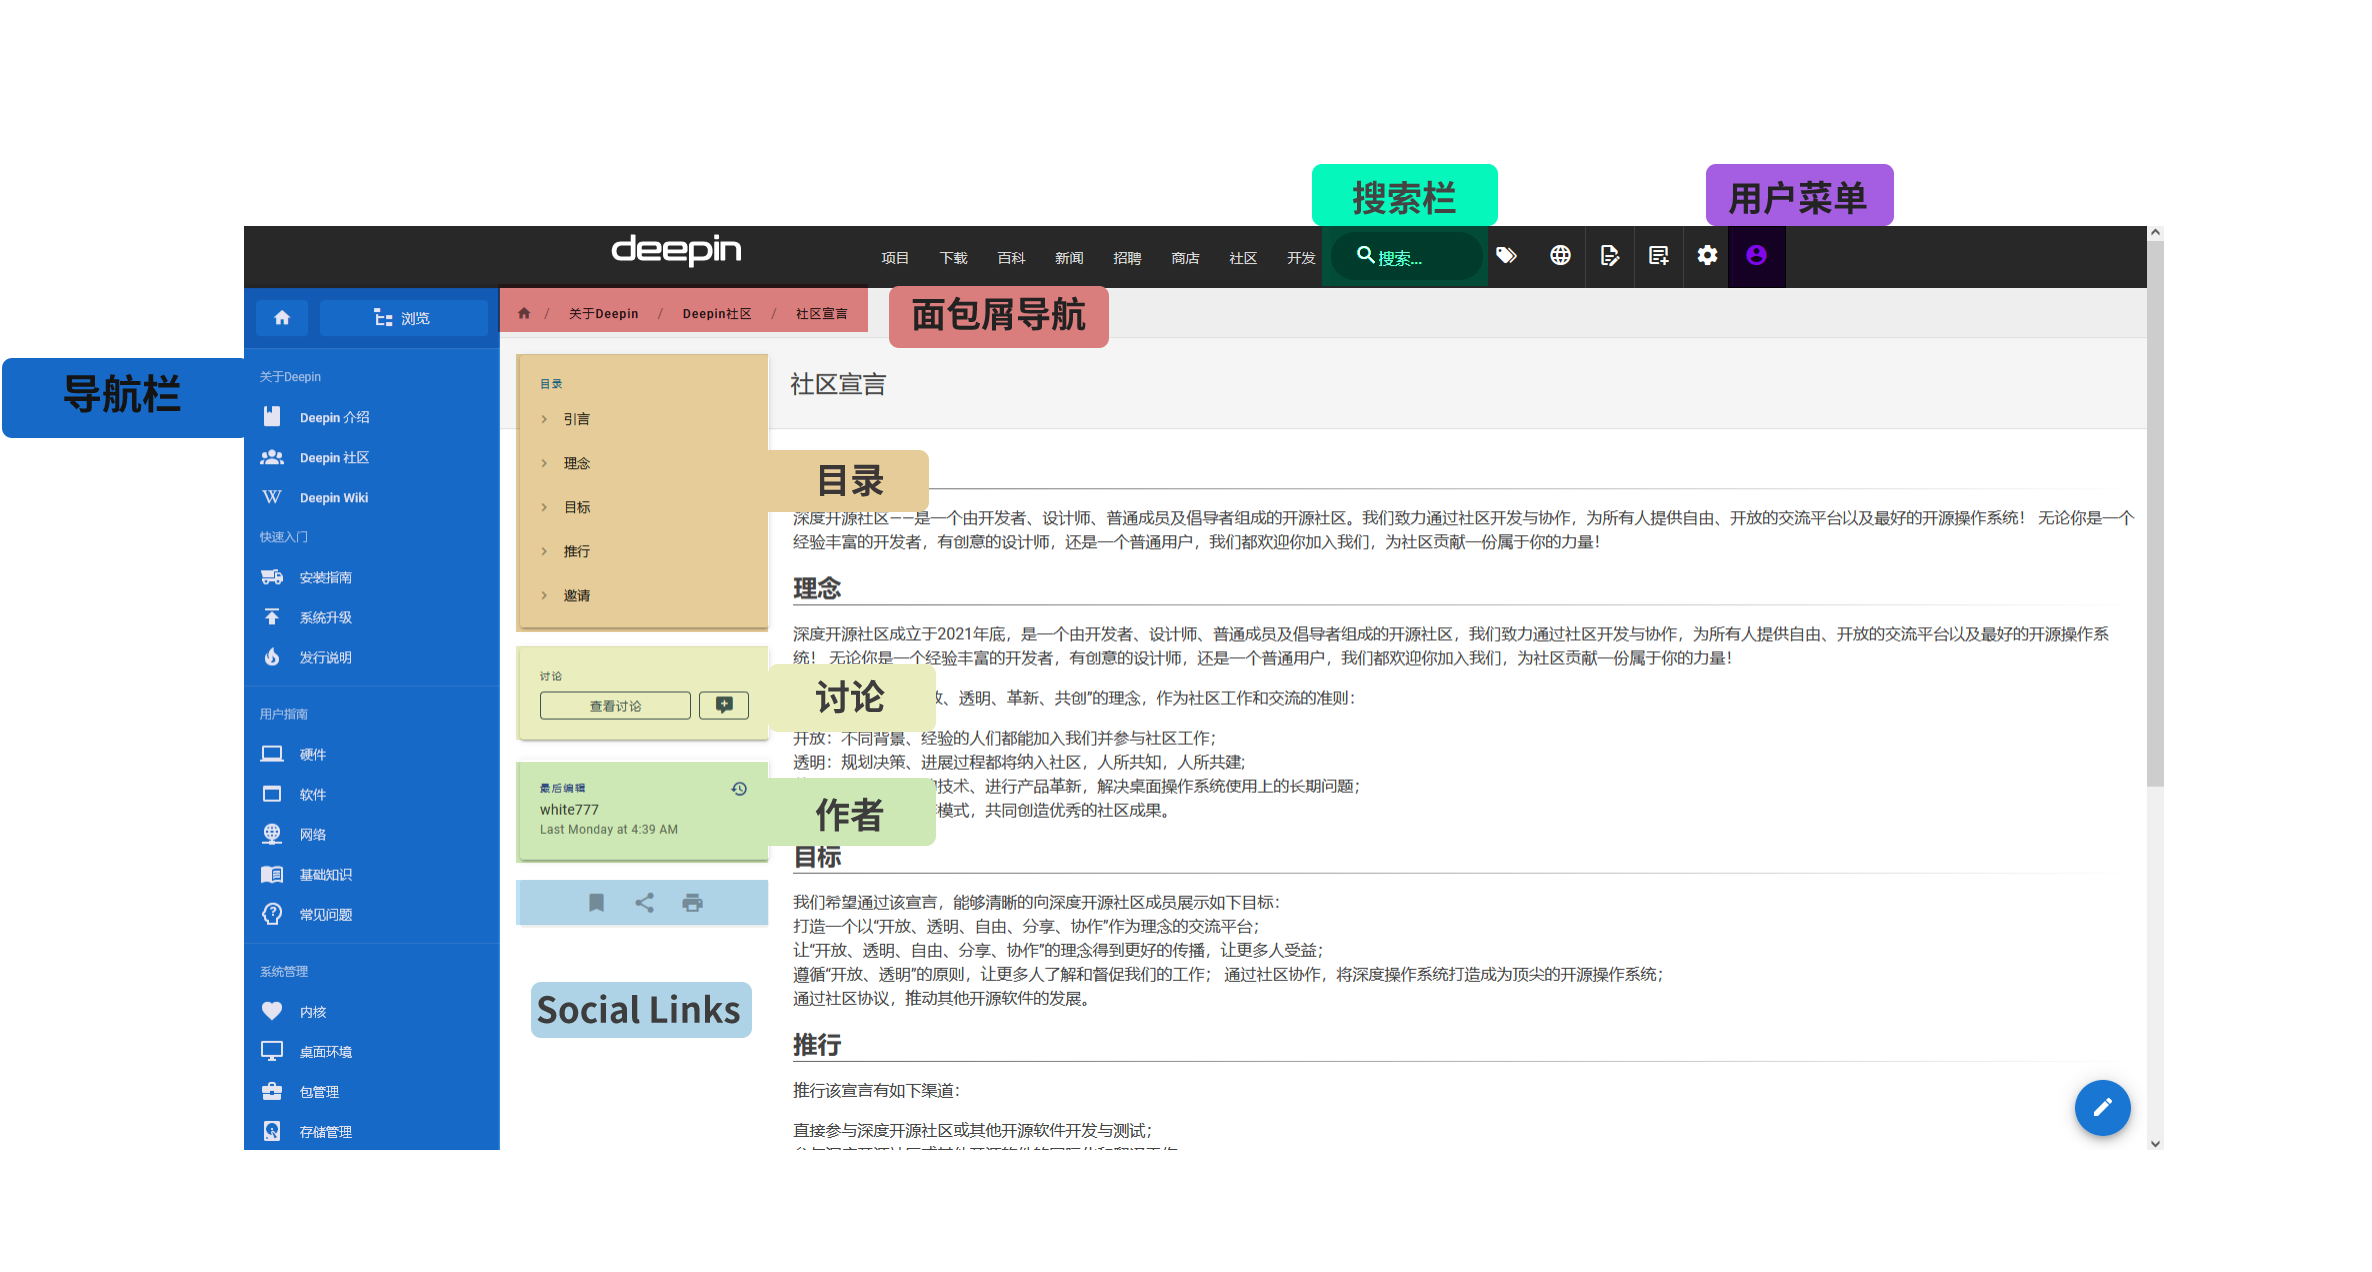 搜索栏
用户菜单
deepin
项目 下载 百科 新闻 招聘 商店 社区 开发 搜索...
浏览
/ 关于Deepin / Deepin社区 / 社区宣言
面包屑导航
导航栏
关于Deepin
Deepin 介绍
Deepin 社区
Deepin Wiki
快速入门
安装指南
系统升级
发行说明
用户指南
硬件
软件
网络
基础知识
常见问题
系统管理
内核
桌面环境
包管理
存储管理
目录
引言
理念
目标
推行
邀请
目录
讨论
查看讨论
讨论
最后编辑
white777
Last Monday at 4:39 AM
作者
Social Links
社区宣言
深度开源社区——是一个由开发者、设计师、普通成员及倡导者组成的开源社区。我们致力通过社区开发与协作，为所有人提供自由、开放的交流平台以及最好的开源操作系统！ 无论你是一个
经验丰富的开发者，有创意的设计师，还是一个普通用户，我们都欢迎你加入我们，为社区贡献一份属于你的力量！
理念
深度开源社区成立于2021年底，是一个由开发者、设计师、普通成员及倡导者组成的开源社区，我们致力通过社区开发与协作，为所有人提供自由、开放的交流平台以及最好的开源操作系
统！ 无论你是一个经验丰富的开发者，有创意的设计师，还是一个普通用户，我们都欢迎你加入我们，为社区贡献一份属于你的力量！
、透明、革新、共创”的理念，作为社区工作和交流的准则：
开放：不同背景、经验的人们都能加入我们并参与社区工作；
透明：规划决策、进展过程都将纳入社区，人所共知，人所共建;
技术、进行产品革新，解决桌面操作系统使用上的长期问题；
模式，共同创造优秀的社区成果。
目标
我们希望通过该宣言，能够清晰的向深度开源社区成员展示如下目标：
打造一个以“开放、透明、自由、分享、协作”作为理念的交流平台；
让“开放、透明、自由、分享、协作”的理念得到更好的传播，让更多人受益；
遵循“开放、透明”的原则，让更多人了解和督促我们的工作； 通过社区协作，将深度操作系统打造成为顶尖的开源操作系统；
通过社区协议，推动其他开源软件的发展。
推行
推行该宣言有如下渠道：
直接参与深度开源社区或其他开源软件开发与测试；